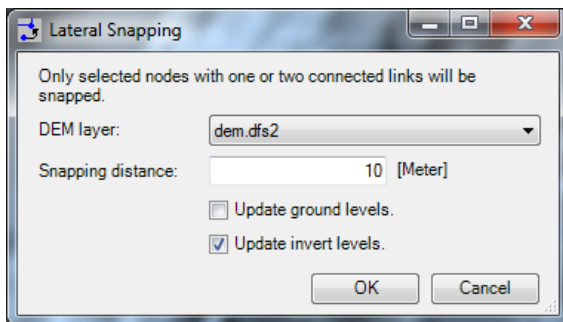 Lateral Snapping
Only selected nodes with one or two connected links will be
snapped.
DEM layer: dem.dfs2
Snapping distance: 10 [Meter]
Update ground levels.
Update invert levels.
OK Cancel